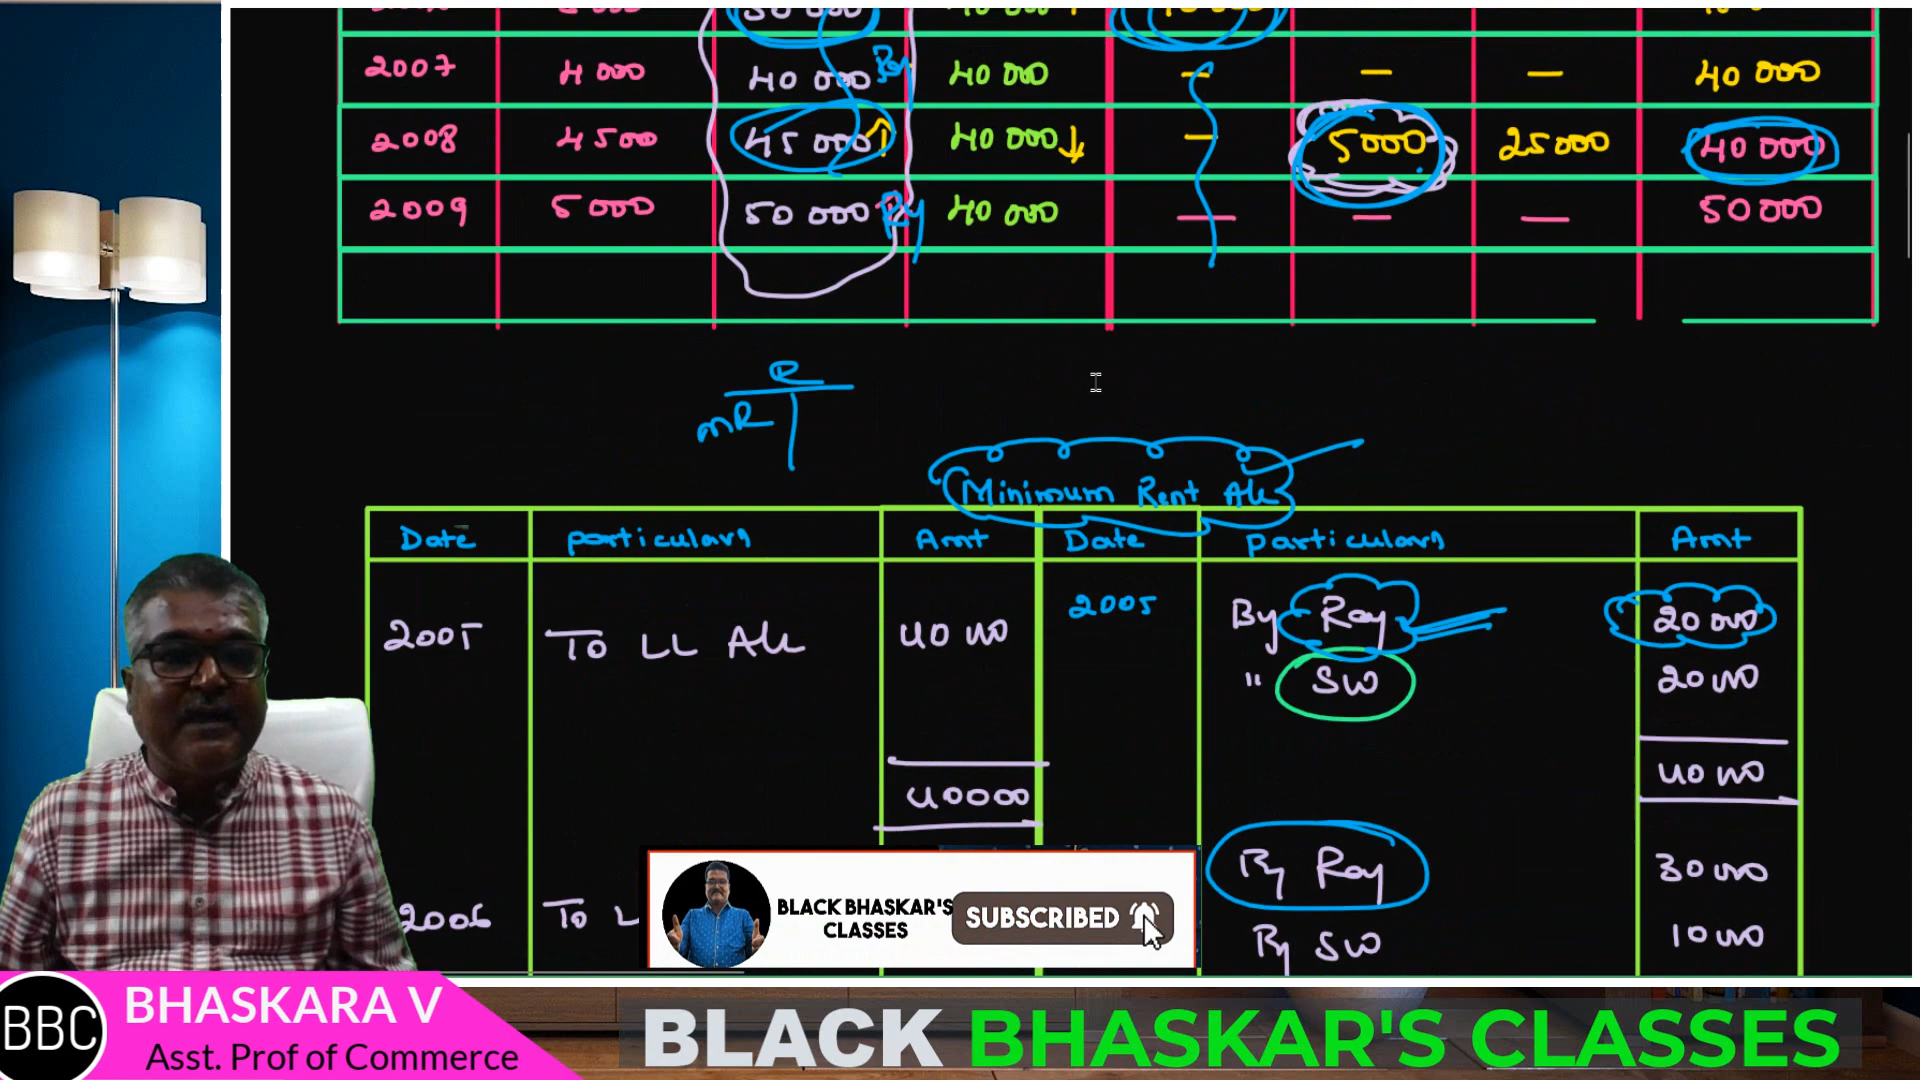 30 000
2007 4 000 40 000 Roy 40 000 — — — 40 000
2008 4 500 45 000 40 000 — 5000 25 000 40 000
2009 5 000 50 000 Ry 40 000 — — — 50 000
R
MR
Minimum Rent A/c
Date particulars Amt Date particulars Amt
2005 To LL A/c 40 000 2005 By Roy 20 000
" SW 20 000
40 000
40000
By Roy 30 000
2006 To L
By SW 10 000
BLACK BHASKAR'S
CLASSES
SUBSCRIBED
BBC
BHASKARA V
Asst. Prof of Commerce
BLACK BHASKAR'S CLASSES